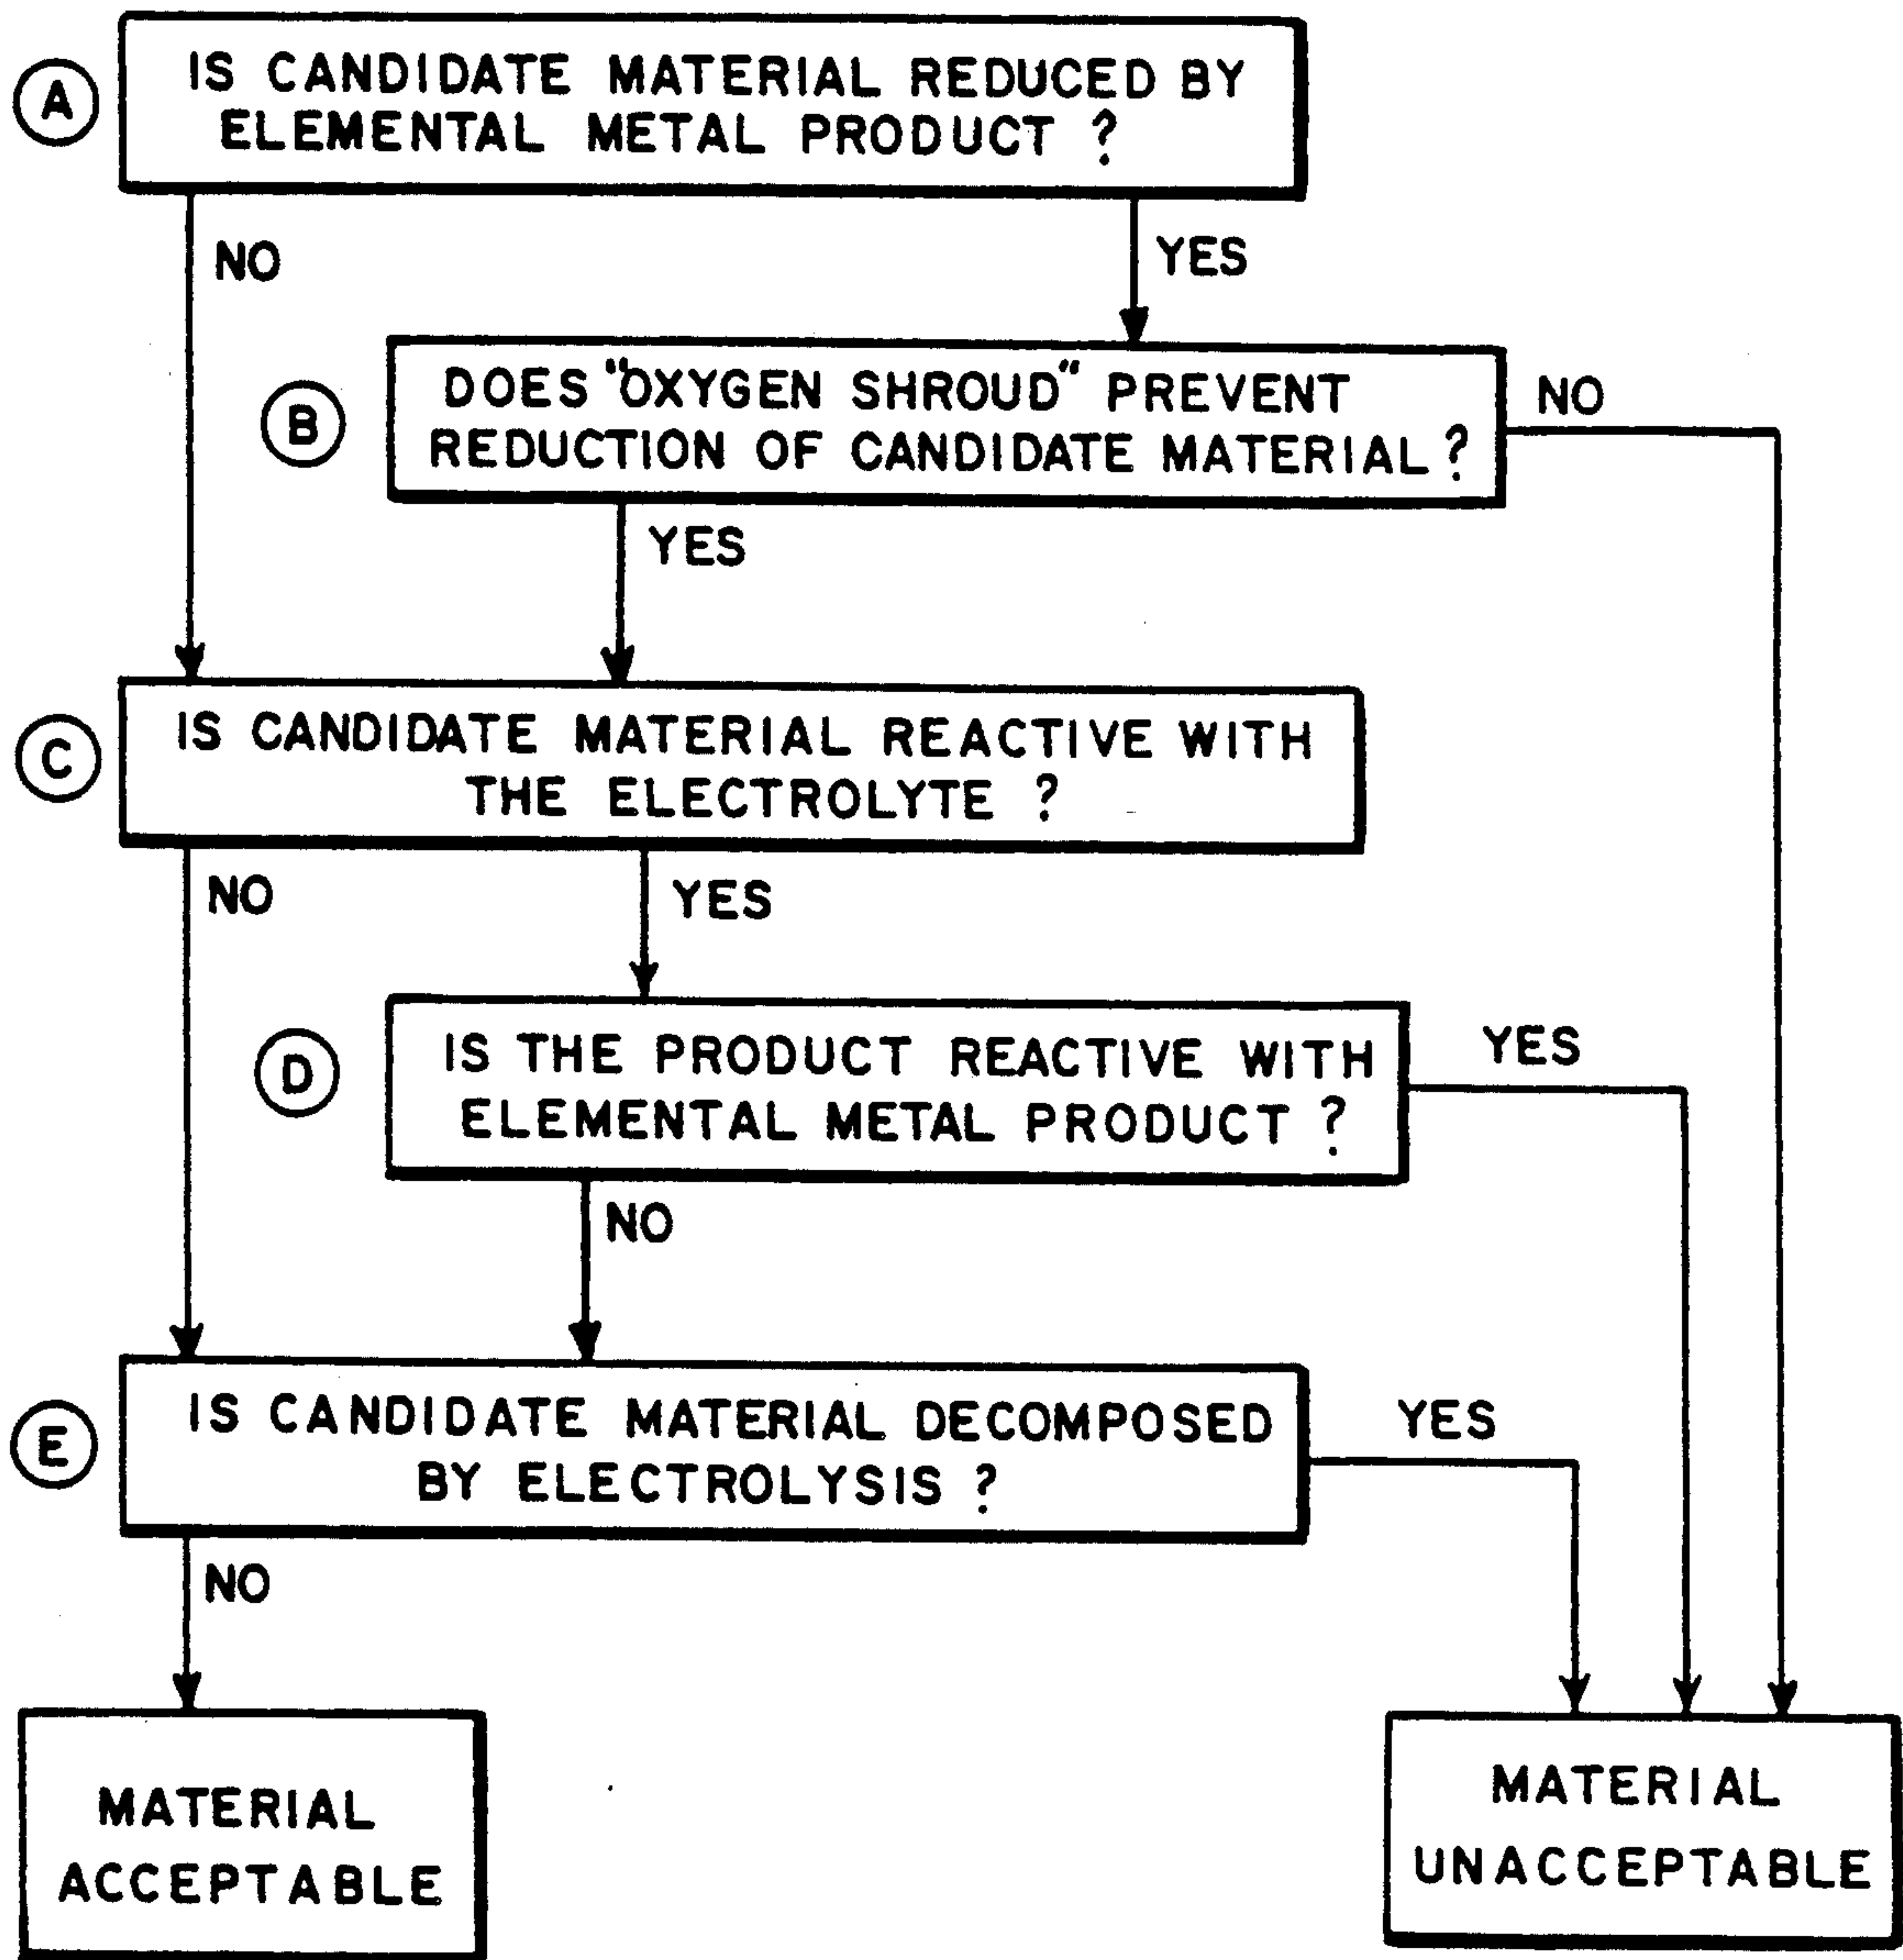 A
IS CANDIDATE MATERIAL REDUCED BY
ELEMENTAL METAL PRODUCT ?
NO
YES
B
DOES "OXYGEN SHROUD" PREVENT
REDUCTION OF CANDIDATE MATERIAL ?
NO
YES
C
IS CANDIDATE MATERIAL REACTIVE WITH
THE ELECTROLYTE ?
NO
YES
D
IS THE PRODUCT REACTIVE WITH
ELEMENTAL METAL PRODUCT ?
YES
NO
E
IS CANDIDATE MATERIAL DECOMPOSED
BY ELECTROLYSIS ?
YES
NO
MATERIAL
ACCEPTABLE
MATERIAL
UNACCEPTABLE